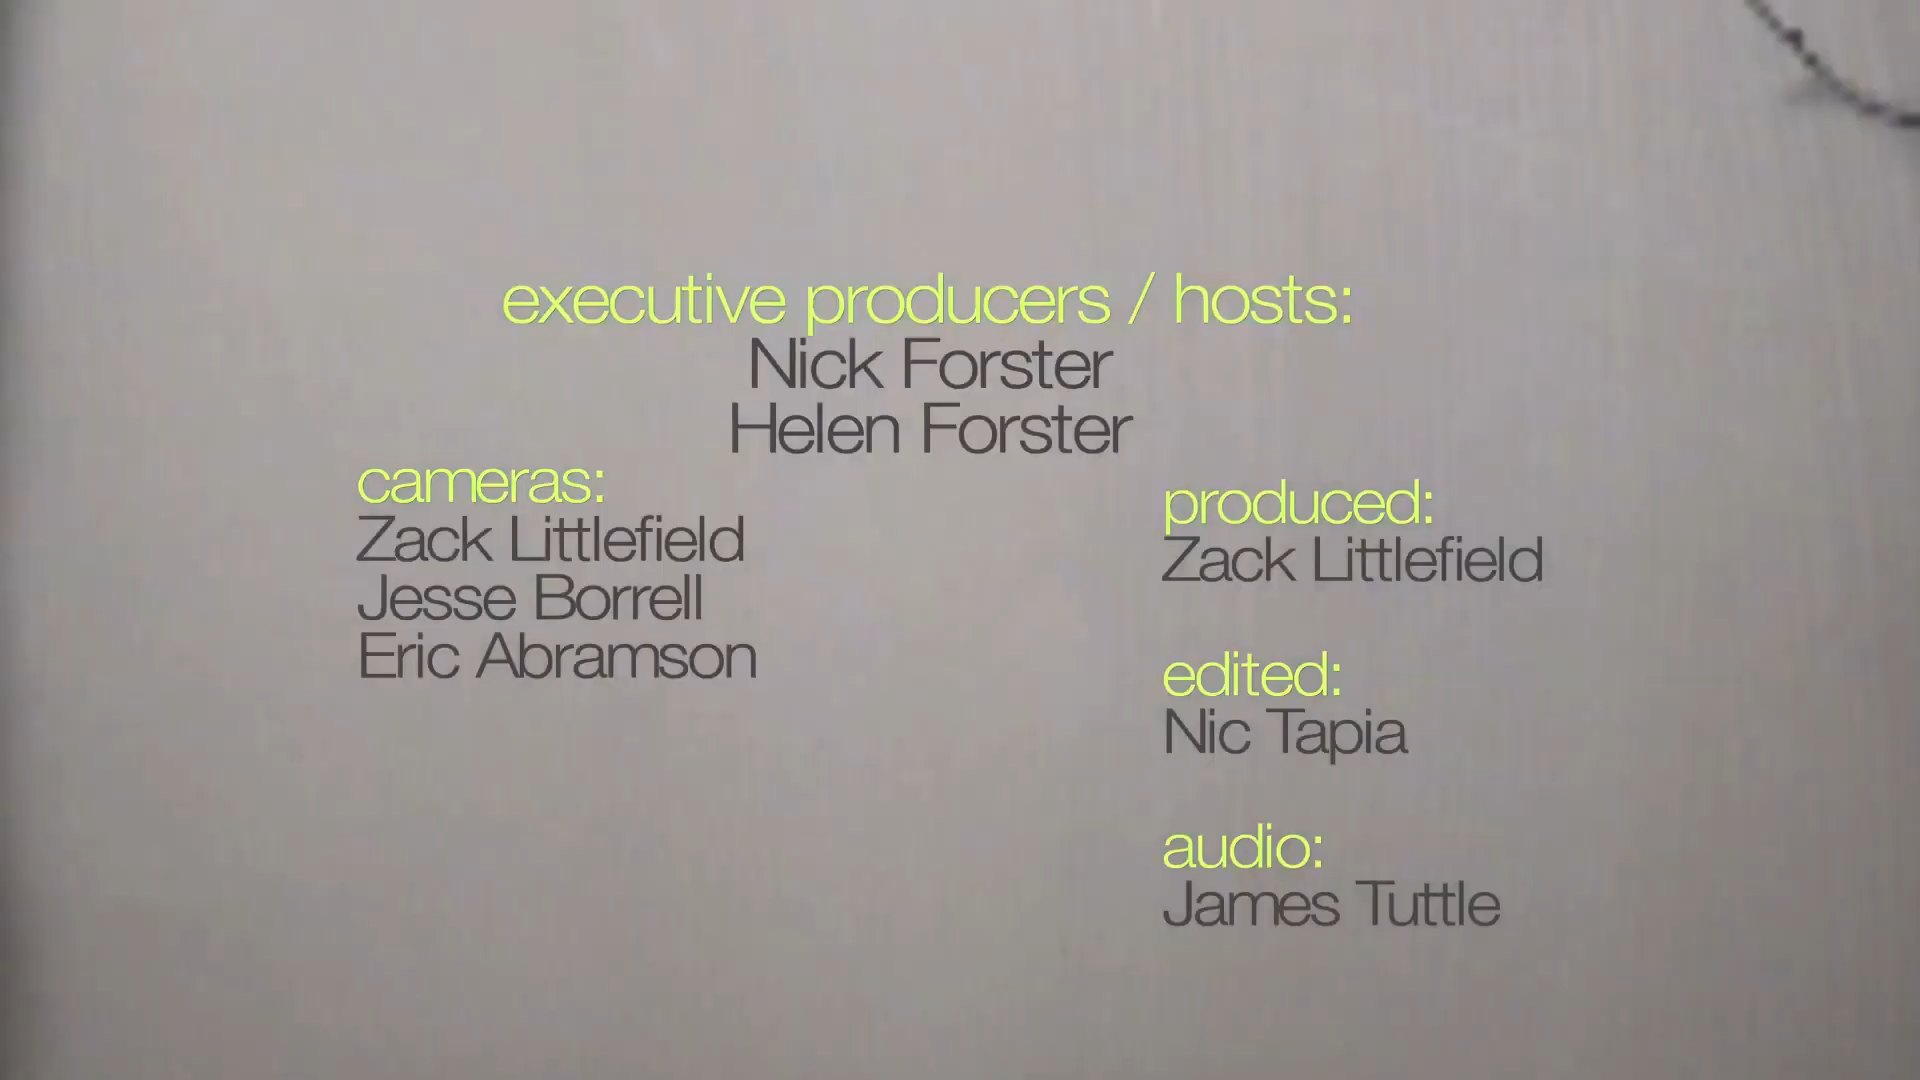 executive producers / hosts:
Nick Forster
Helen Forster
cameras:
Zack Littlefield
Jesse Borrell
Eric Abramson
produced:
Zack Littlefield
edited:
Nic Tapia
audio:
James Tuttle